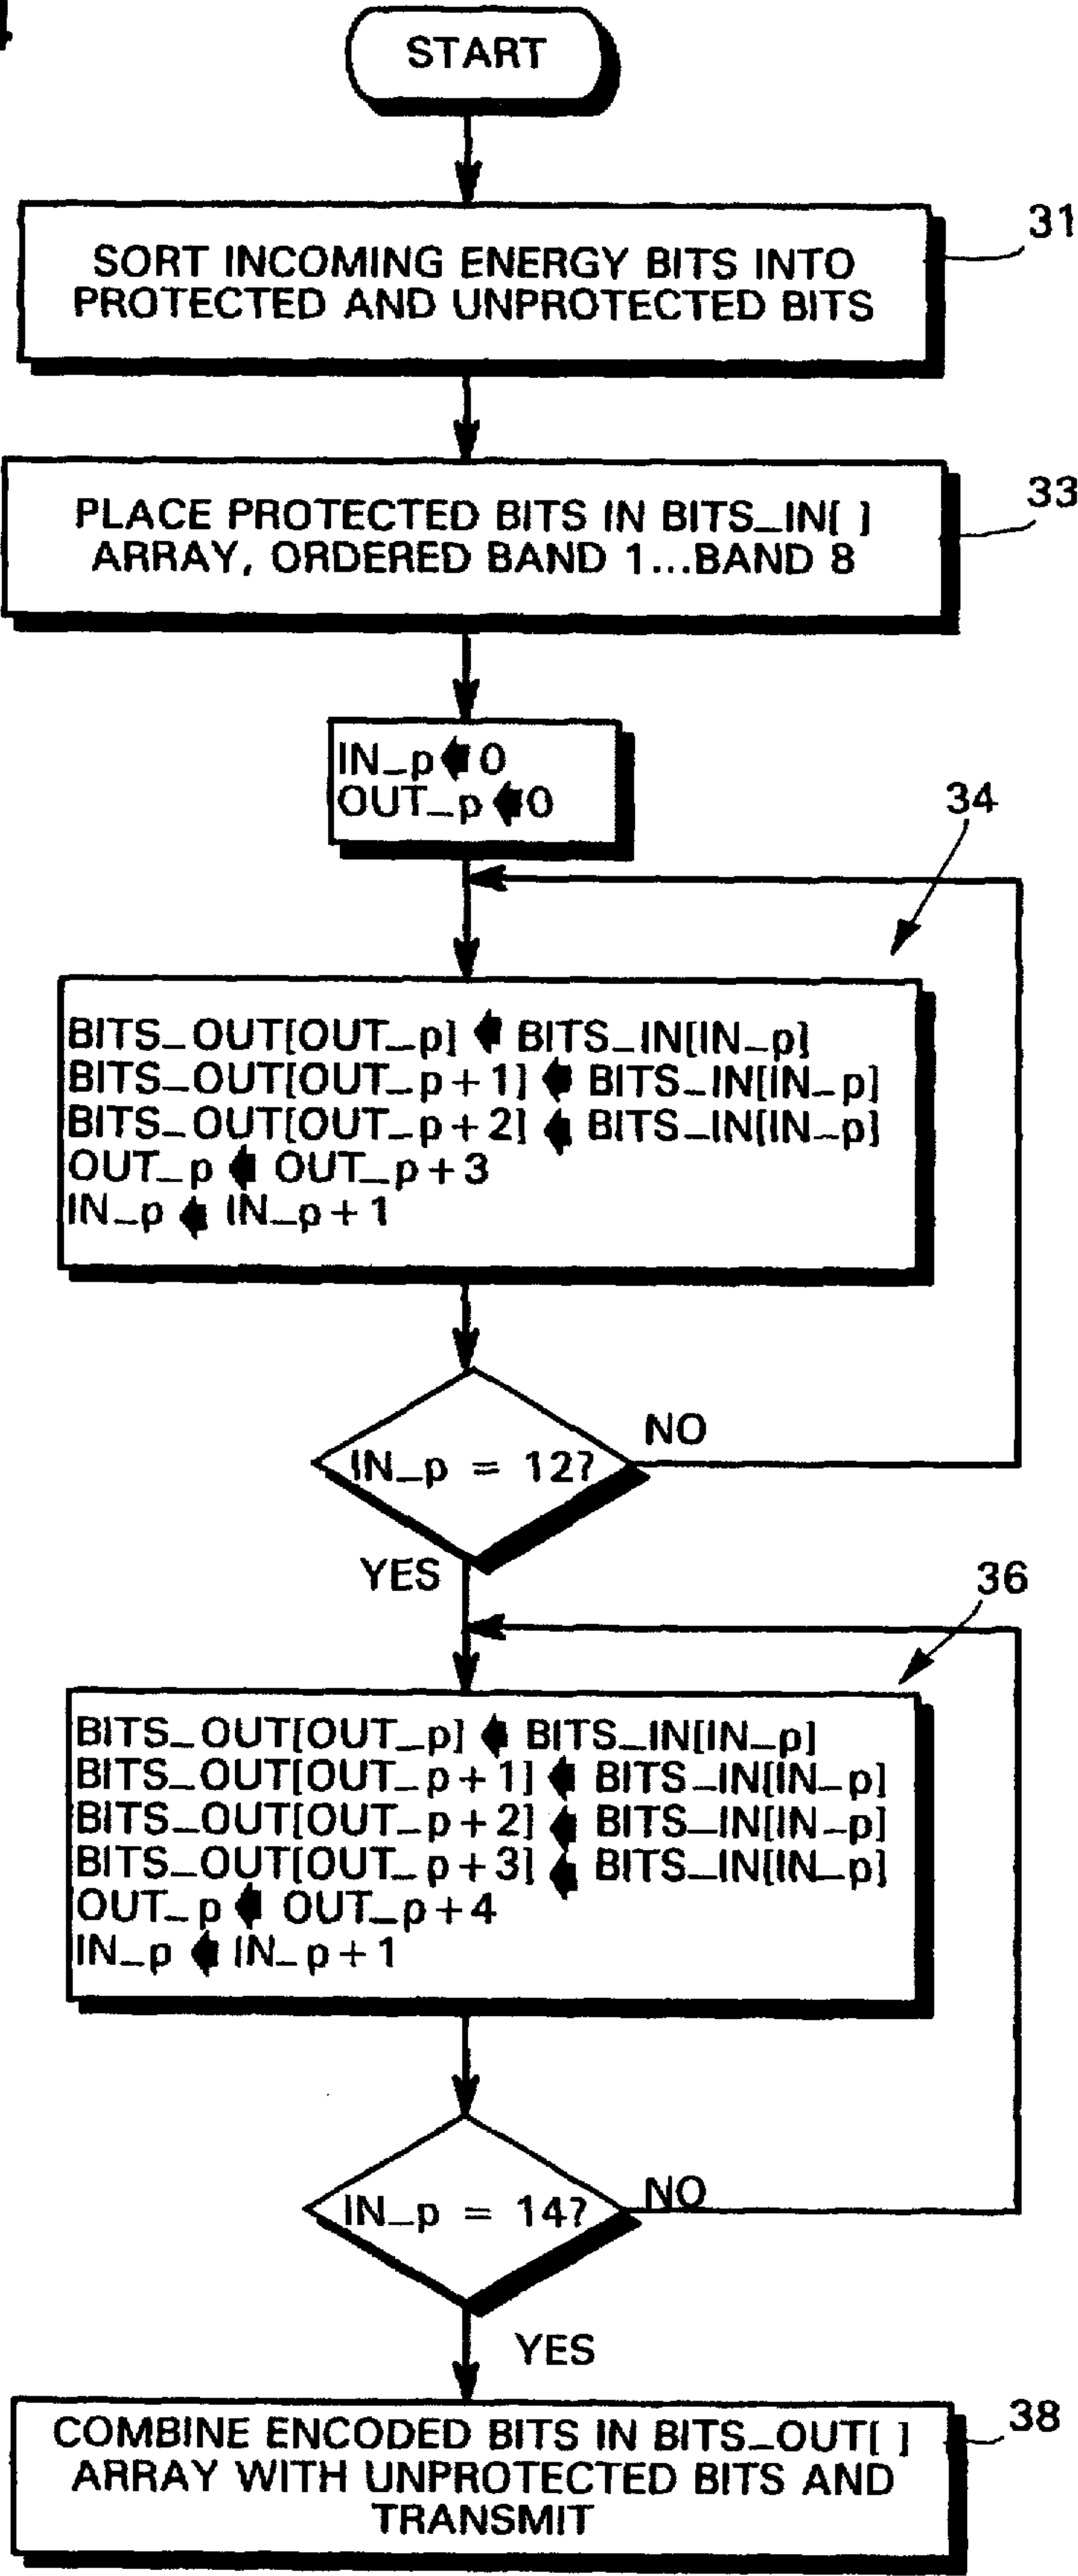 START
31
SORT INCOMING ENERGY BITS INTO
PROTECTED AND UNPROTECTED BITS
33
PLACE PROTECTED BITS IN BITS_IN[ ]
ARRAY, ORDERED BAND 1...BAND 8
IN_p ← 0
OUT_p ← 0
34
BITS_OUT[OUT_p] ← BITS_IN[IN_p]
BITS_OUT[OUT_p+1] ← BITS_IN[IN_p]
BITS_OUT[OUT_p+2] ← BITS_IN[IN_p]
OUT_p ← OUT_p+3
IN_p ← IN_p+1
IN_p = 12?
NO
YES
36
BITS_OUT[OUT_p] ← BITS_IN[IN_p]
BITS_OUT[OUT_p+1] ← BITS_IN[IN_p]
BITS_OUT[OUT_p+2] ← BITS_IN[IN_p]
BITS_OUT[OUT_p+3] ← BITS_IN[IN_p]
OUT_p ← OUT_p+4
IN_p ← IN_p+1
IN_p = 14?
NO
YES
38
COMBINE ENCODED BITS IN BITS_OUT[ ]
ARRAY WITH UNPROTECTED BITS AND
TRANSMIT